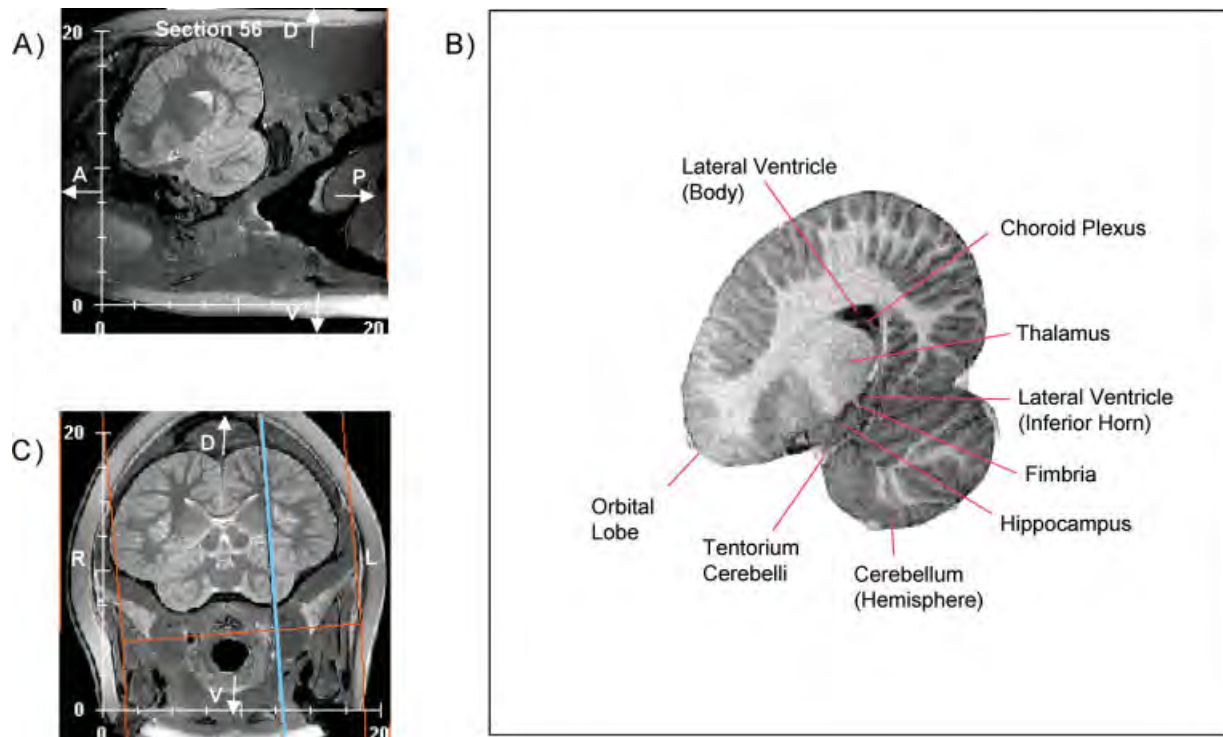 A)
Section 56
20
D
A
P
0
V
0
20
B)
Lateral Ventricle
(Body)
Choroid Plexus
Thalamus
Lateral Ventricle
(Inferior Horn)
Fimbria
Hippocampus
Orbital
Lobe
Tentorium
Cerebelli
Cerebellum
(Hemisphere)
C)
20
D
R
L
V
0
0
20